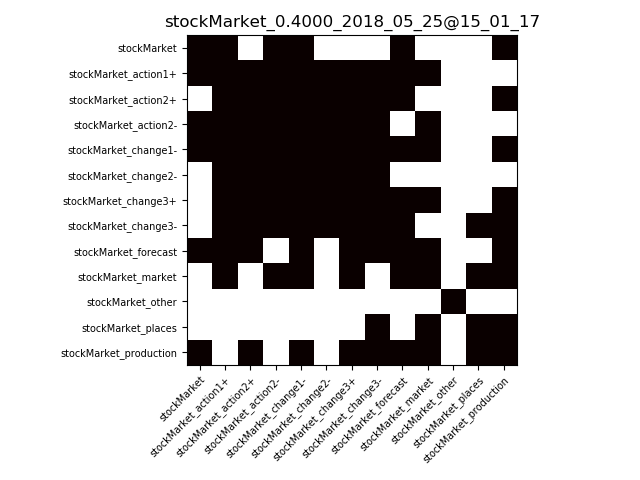 stockMarket_0.4000_2018_05_25@15_01_17
stockMarket
stockMarket_action1+
stockMarket_action2+
stockMarket_action2-
stockMarket_change1-
stockMarket_change2-
stockMarket_change3+
stockMarket_change3-
stockMarket_forecast
stockMarket_market
stockMarket_other
stockMarket_places
stockMarket_production
stockMarket
stockMarket_action1+
stockMarket_action2+
stockMarket_action2-
stockMarket_change1-
stockMarket_change2-
stockMarket_change3+
stockMarket_change3-
stockMarket_forecast
stockMarket_market
stockMarket_other
stockMarket_places
stockMarket_production